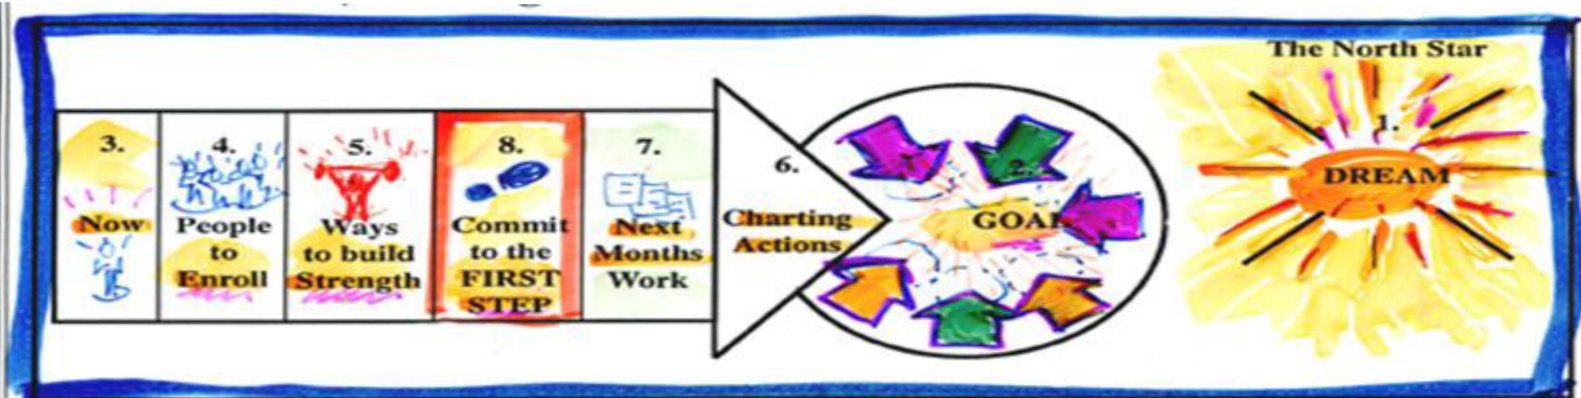 The North Star
1.
DREAM
2.
GOAL
3.
Now
4.
People
to
Enroll
5.
Ways
to build
Strength
8.
Commit
to the
FIRST
STEP
7.
Next
Months
Work
6.
Charting
Actions